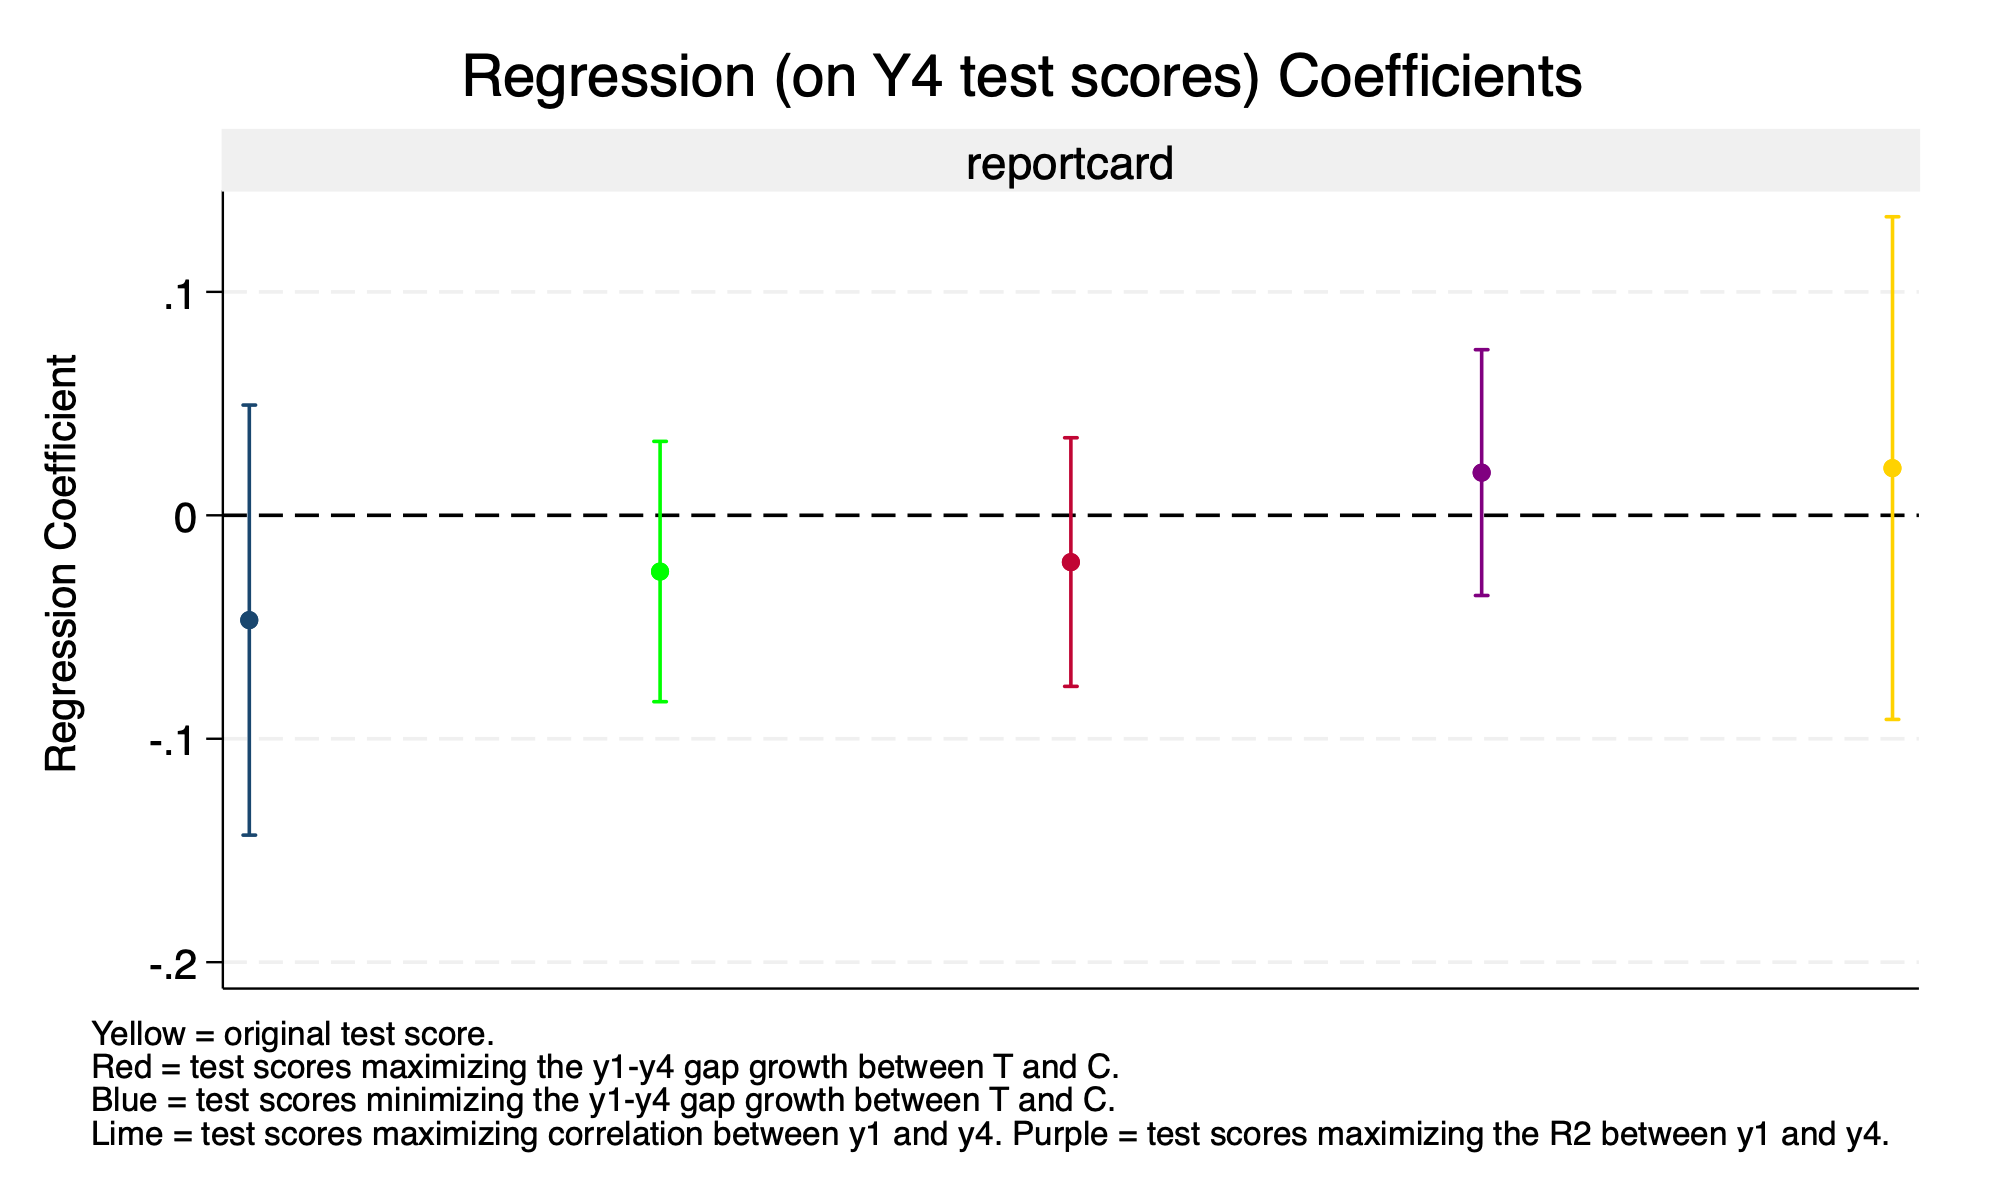 Regression (on Y4 test scores) Coefficients
reportcard
Regression Coefficient
.1
0
-.1
-.2
Yellow = original test score.
Red = test scores maximizing the y1-y4 gap growth between T and C.
Blue = test scores minimizing the y1-y4 gap growth between T and C.
Lime = test scores maximizing correlation between y1 and y4. Purple = test scores maximizing the R2 between y1 and y4.